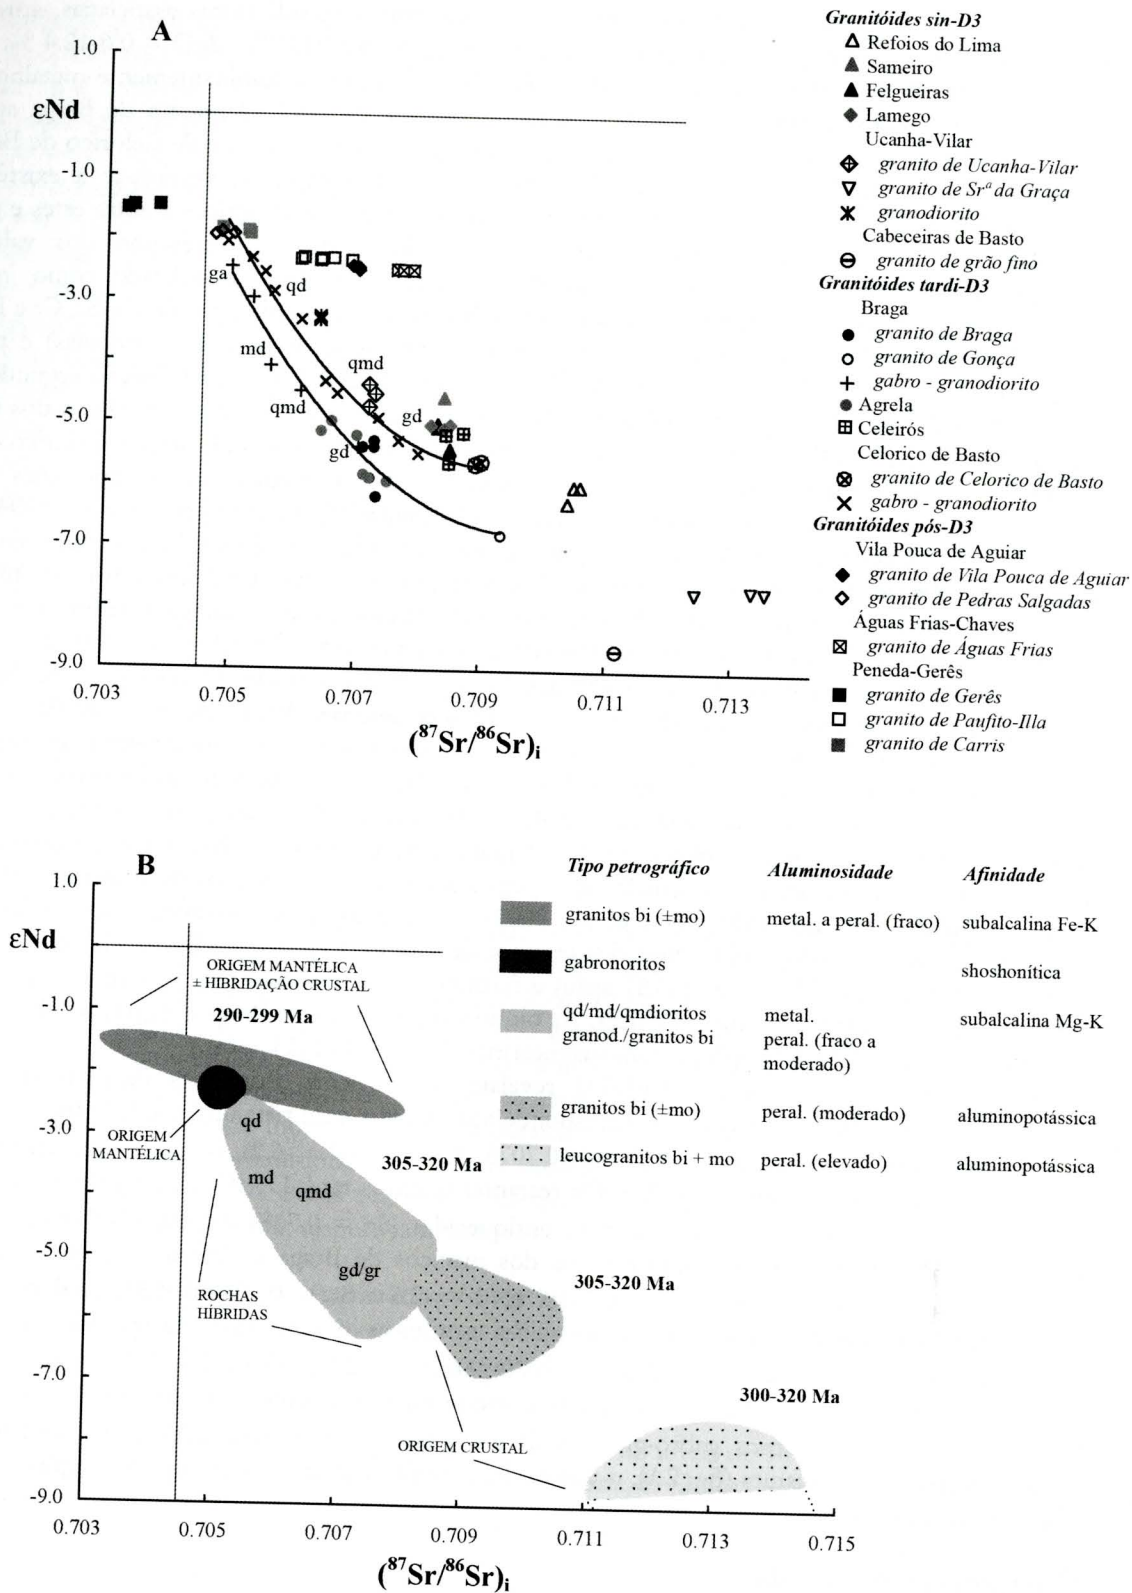 A
1.0
εNd
-1.0
-3.0
-5.0
-7.0
-9.0
ga
qd
md
qmd
qmd
gd
gd
0.703 0.705 0.707 0.709 0.711 0.713
(87Sr/86Sr)i
Granitóides sin-D3
Refoios do Lima
Sameiro
Felgueiras
Lamego
Ucanha-Vilar
granito de Ucanha-Vilar
granito de Srª da Graça
granodiorito
Cabeceiras de Basto
granito de grão fino
Granitóides tardi-D3
Braga
granito de Braga
granito de Gonça
gabro - granodiorito
Agrela
Celeirós
Celorico de Basto
granito de Celorico de Basto
gabro - granodiorito
Granitóides pós-D3
Vila Pouca de Aguiar
granito de Vila Pouca de Aguiar
granito de Pedras Salgadas
Águas Frias-Chaves
granito de Águas Frias
Peneda-Gerês
granito de Gerês
granito de Paufito-Illa
granito de Carris
B
1.0
εNd
-1.0
-3.0
-5.0
-7.0
-9.0
ORIGEM MANTÉLICA
± HIBRIDAÇÃO CRUSTAL
290-299 Ma
ORIGEM
MANTÉLICA
qd
md
qmd
gd/gr
305-320 Ma
ROCHAS
HÍBRIDAS
305-320 Ma
ORIGEM CRUSTAL
300-320 Ma
0.703 0.705 0.707 0.709 0.711 0.713 0.715
(87Sr/86Sr)i
Tipo petrográfico Aluminosidade Afinidade
granitos bi (±mo) metal. a peral. (fraco) subalcalina Fe-K
gabronoritos shoshonítica
qd/md/qmdioritos metal. subalcalina Mg-K
granod./granitos bi peral. (fraco a
moderado)
granitos bi (±mo) peral. (moderado) aluminopotássica
leucogranitos bi + mo peral. (elevado) aluminopotássica